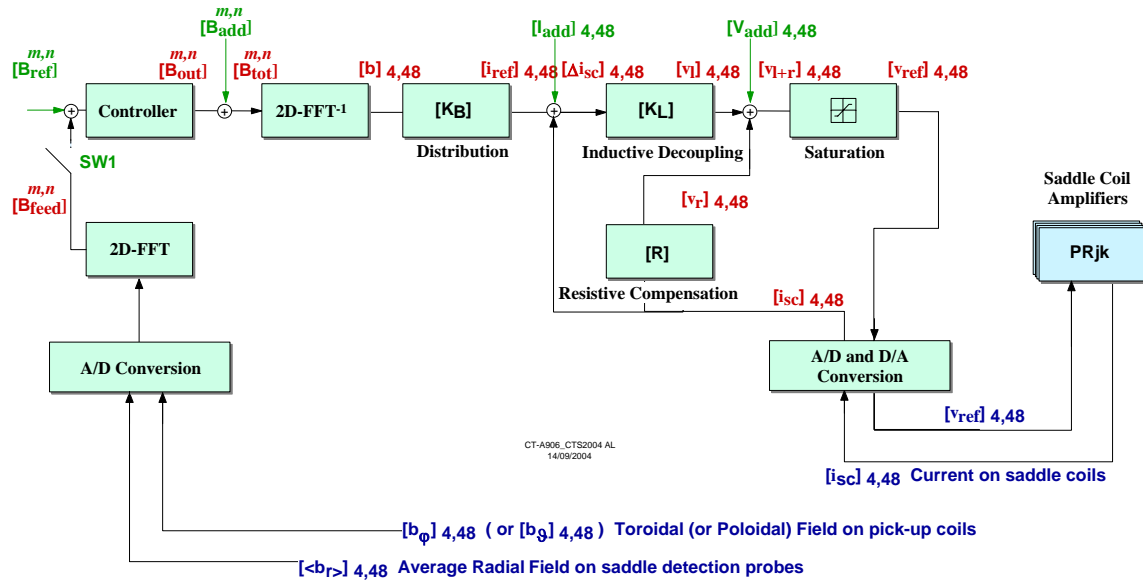 m,n
[Bref]
m,n
[Bout]
m,n
[Badd]
m,n
[Btot]
[b] 4,48
[iref] 4,48
[Iadd] 4,48
[Δisc] 4,48
[vl] 4,48
[Vadd] 4,48
[vl+r] 4,48
[vref] 4,48
Controller
2D-FFT-1
[KB]
Distribution
[KL]
Inductive Decoupling
Saturation
SW1
m,n
[Bfeed]
2D-FFT
[vr] 4,48
[R]
Resistive Compensation
[isc] 4,48
Saddle Coil
Amplifiers
PRjk
A/D Conversion
A/D and D/A
Conversion
[vref] 4,48
CT-A906_CTS2004 AL
14/09/2004
[isc] 4,48 Current on saddle coils
[bφ] 4,48 ( or [bϑ] 4,48 ) Toroidal (or Poloidal) Field on pick-up coils
[<br>] 4,48 Average Radial Field on saddle detection probes